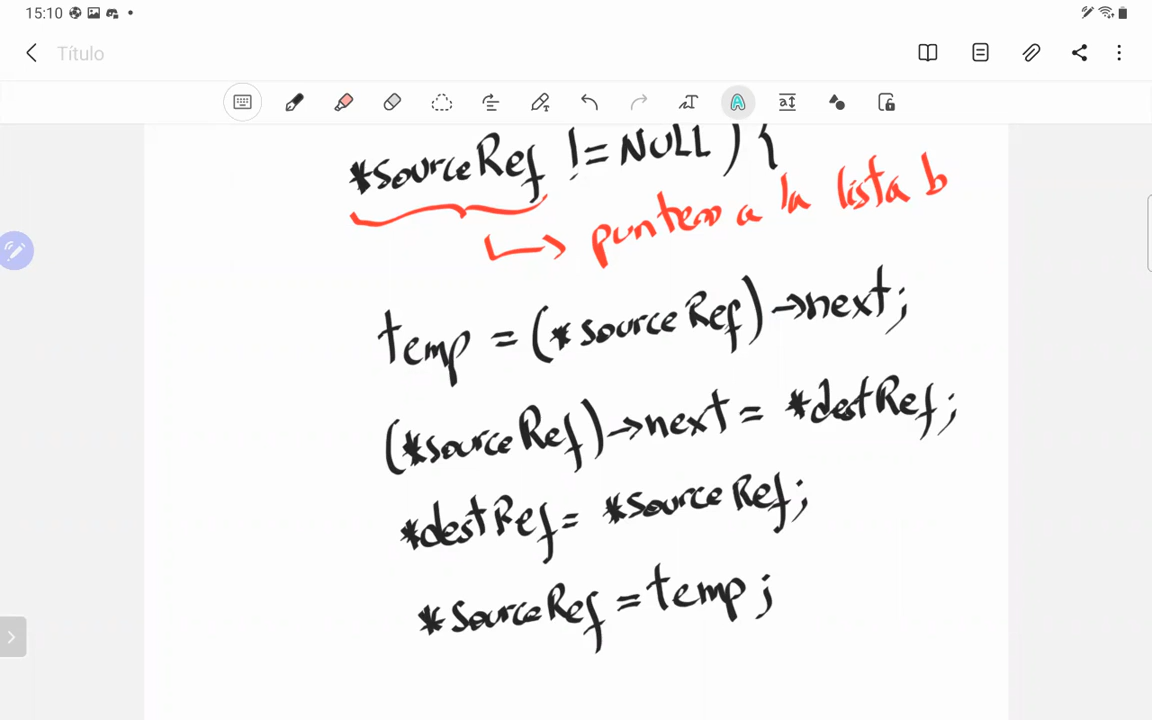 15:10
Título
*sourceRef != NULL) {
puntero a la lista b
temp = (*sourceRef)->next;
(*sourceRef)->next = *destRef;
*destRef = *sourceRef;
*sourceRef = temp;